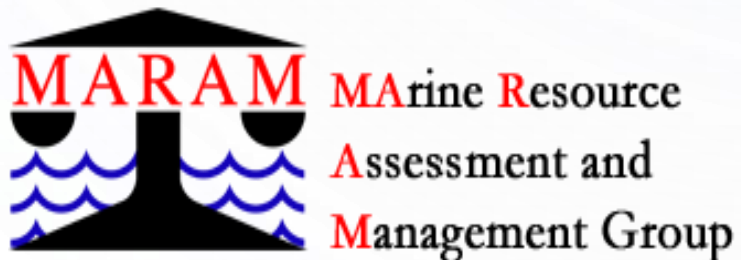 MARAM
MArine Resource
Assessment and
Management Group